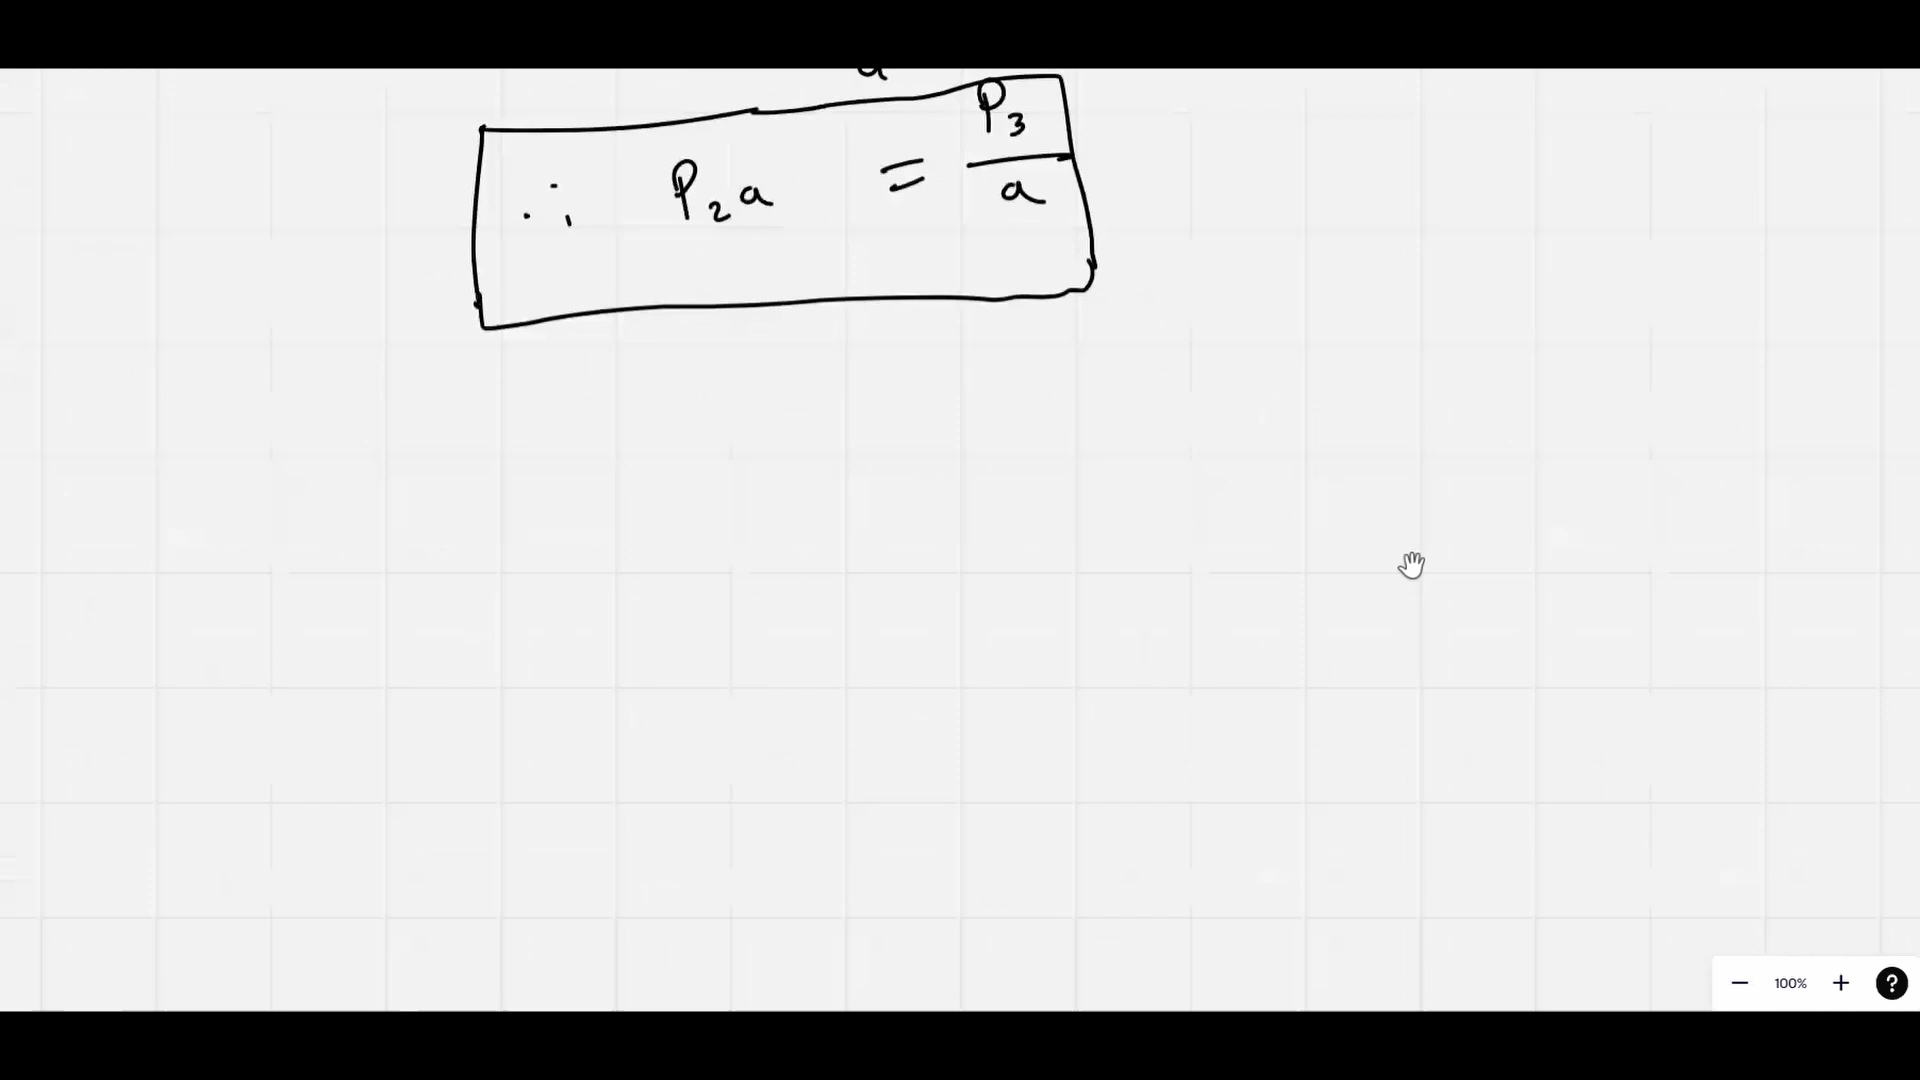 ∴ P₂a = P₃/a
100%
?